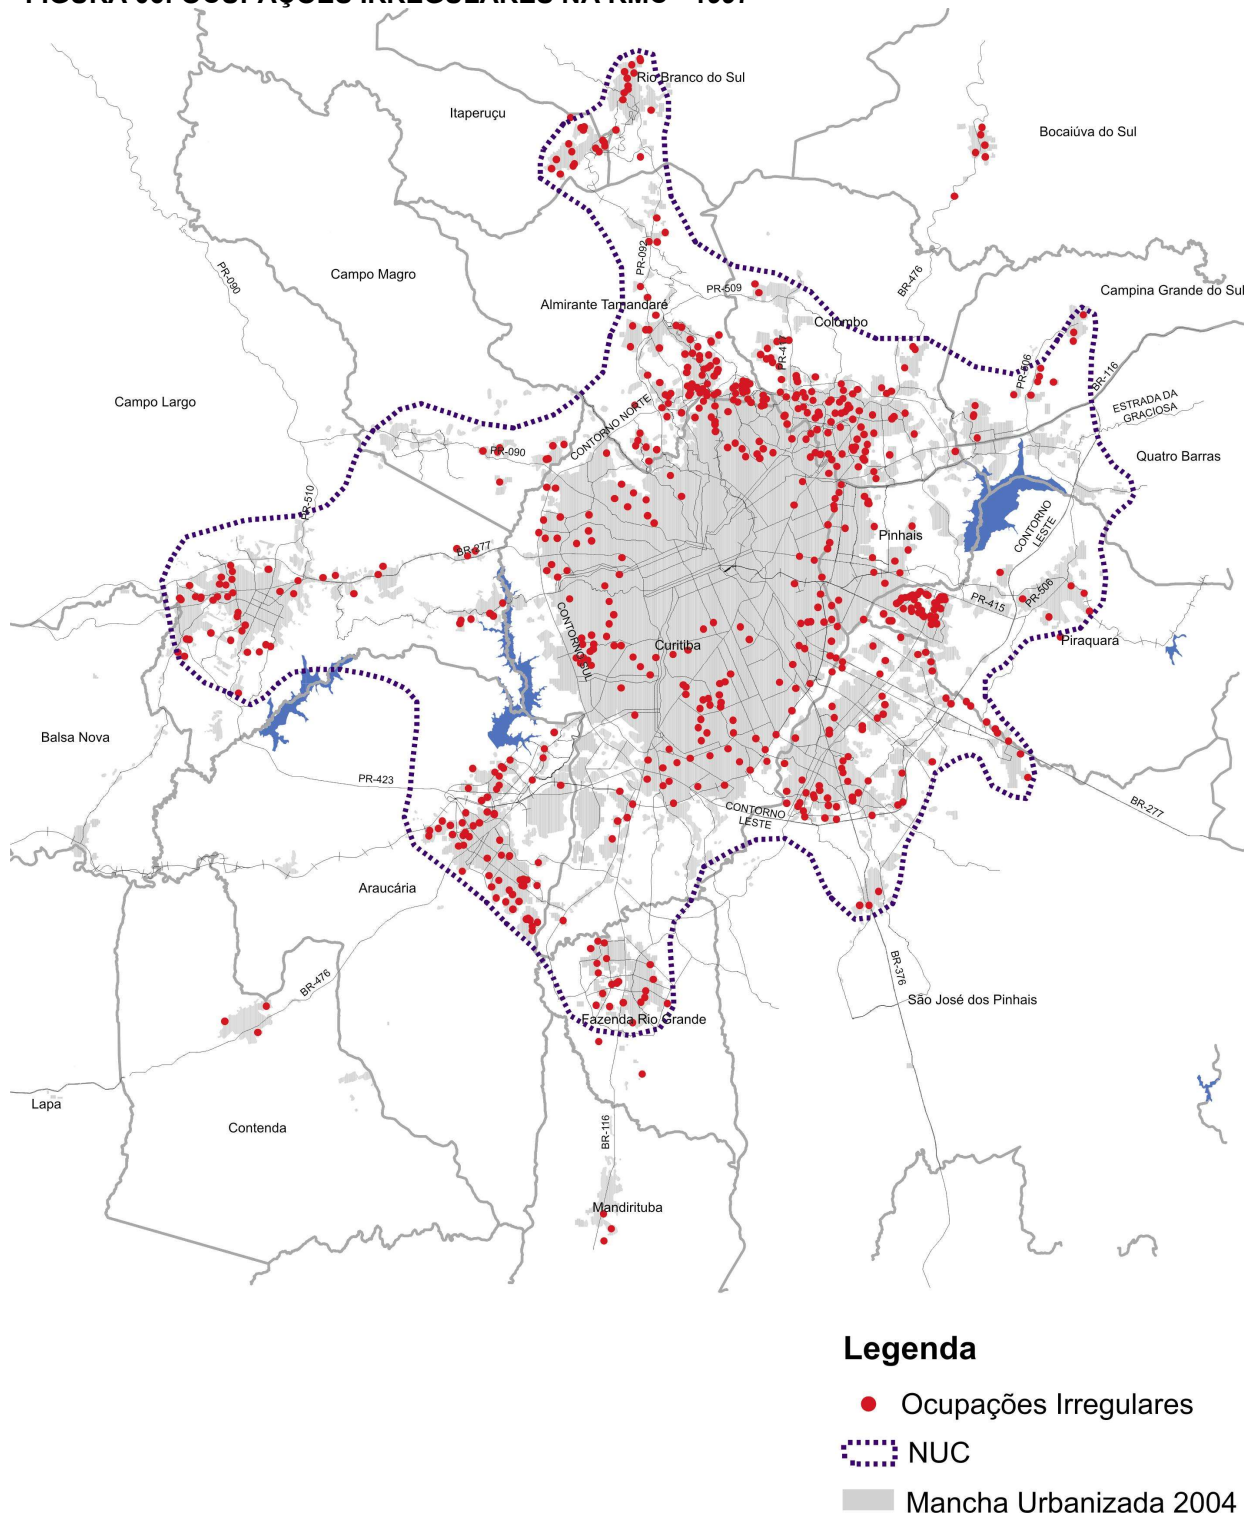 Rio Branco do Sul
Itaperuçu
Bocaiúva do Sul
PR-090
Campo Magro
PR-092
BR-476
PR-509
Campina Grande do Sul
Almirante Tamandaré
Colombo
PR-417
PR-506
BR-116
Campo Largo
ESTRADA DA
GRACIOSA
CONTORNO NORTE
PR-090
Quatro Barras
PR-510
CONTORNO
LESTE
Pinhais
BR-277
PR-415
PR-506
CONTORNO SUL
Curitiba
Piraquara
Balsa Nova
PR-423
CONTORNO
LESTE
BR-277
Araucária
BR-476
BR-376
São José dos Pinhais
Fazenda Rio Grande
Lapa
Contenda
BR-116
Mandirituba
Legenda
Ocupações Irregulares
NUC
Mancha Urbanizada 2004